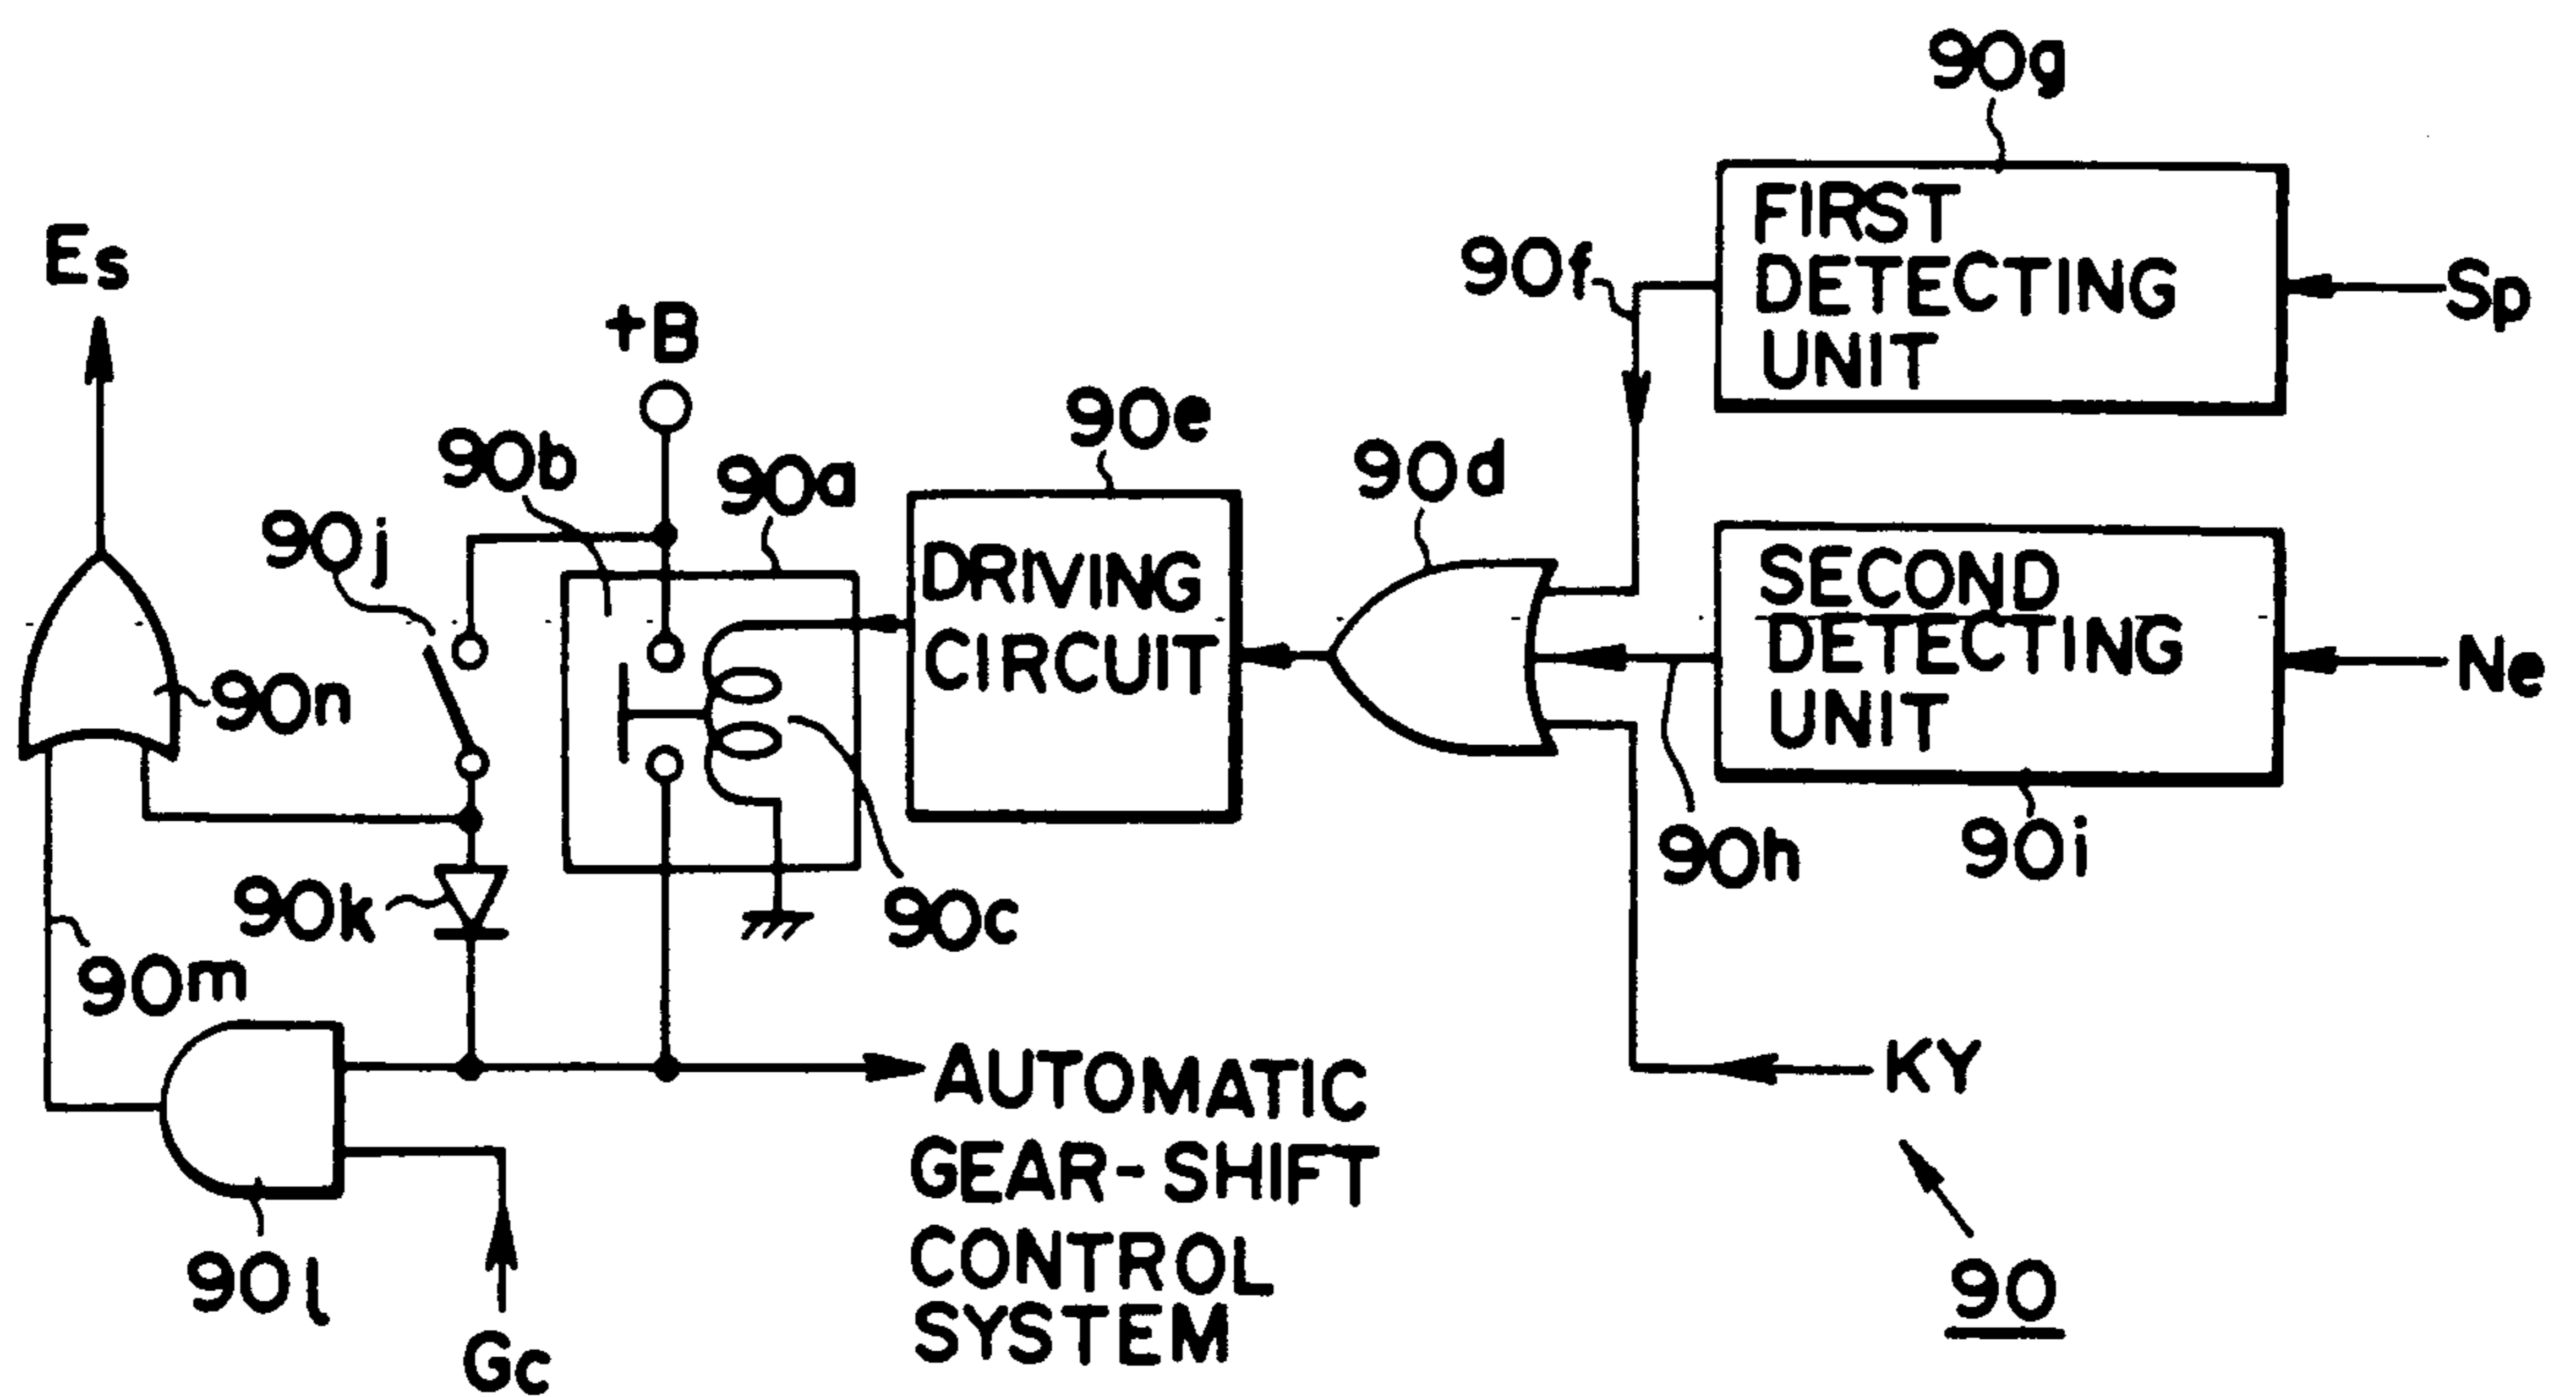 90g
FIRST
DETECTING
UNIT
Sp
90f
Es
+B
90e
90b
90a
90d
90j
DRIVING
CIRCUIT
SECOND
DETECTING
UNIT
Ne
90n
90h
90i
90k
90c
90m
AUTOMATIC
GEAR-SHIFT
CONTROL
SYSTEM
KY
90l
Gc
90